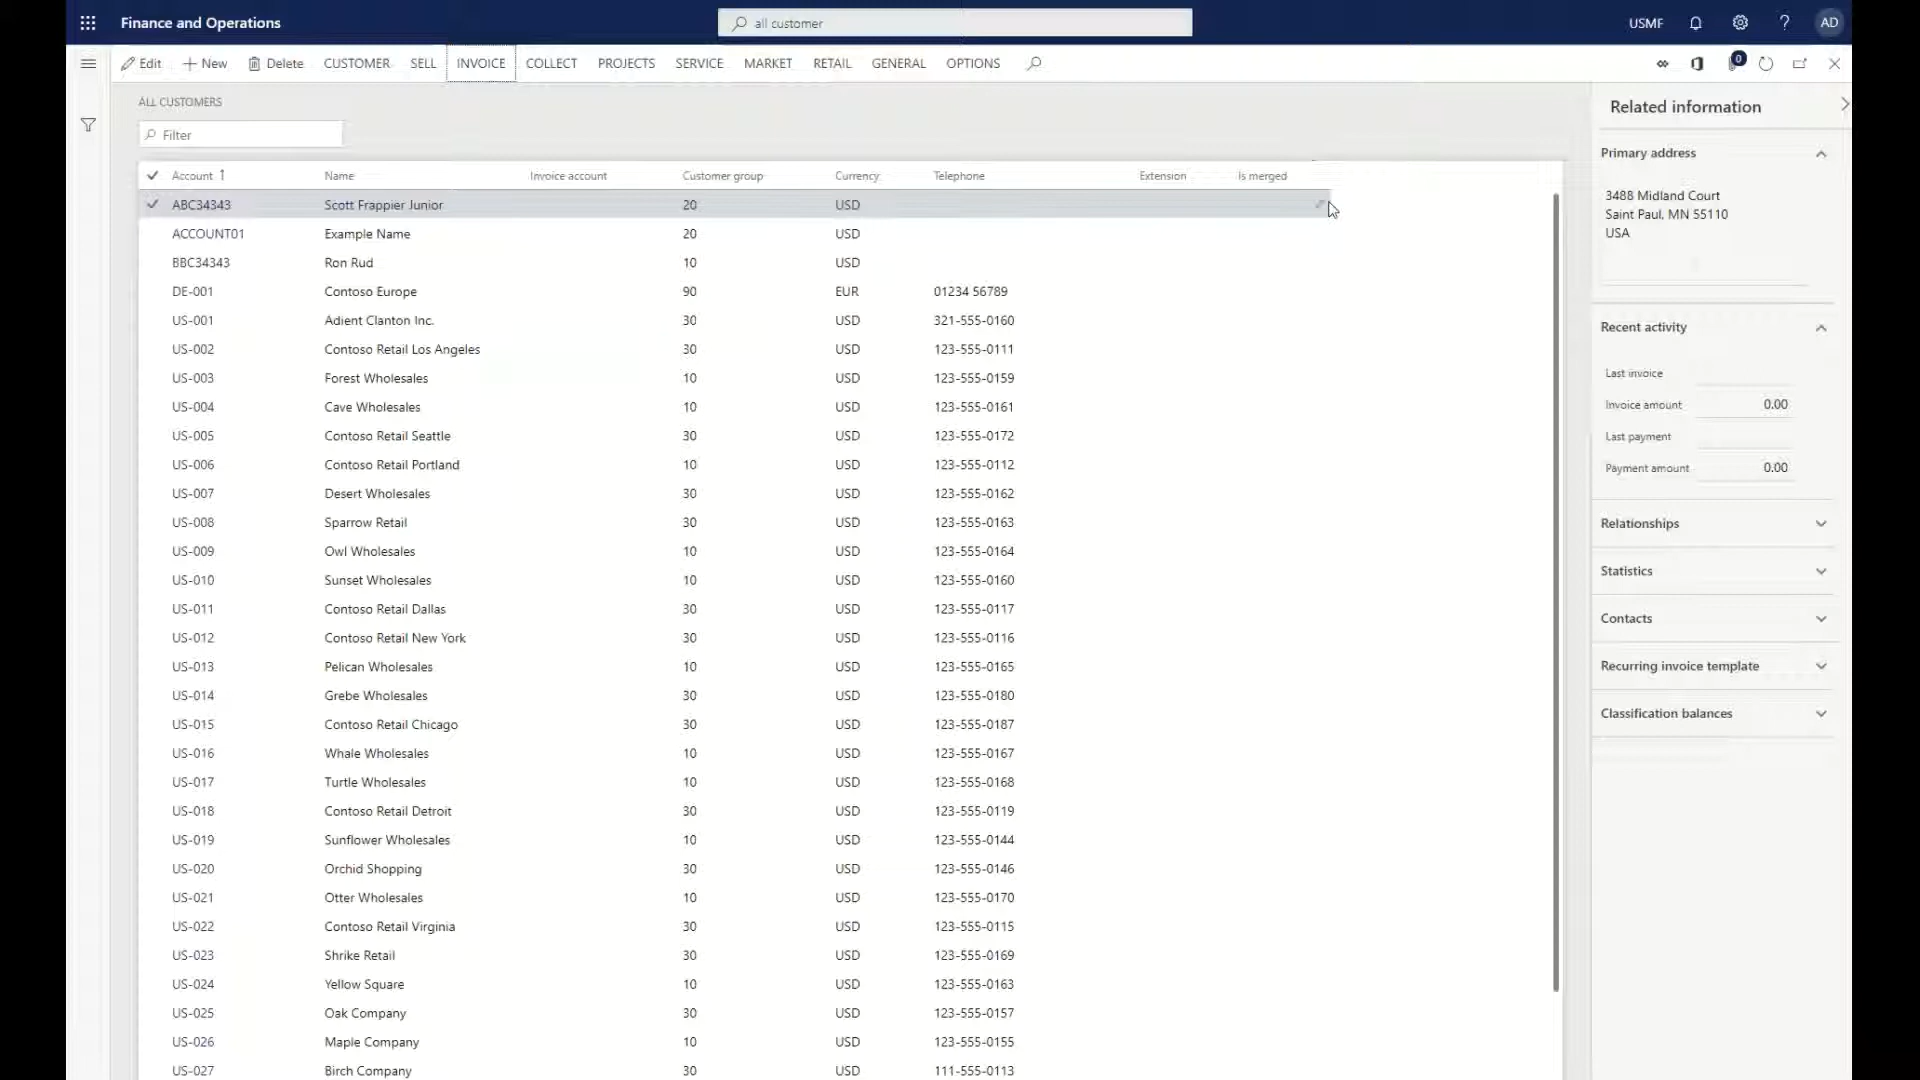 Finance and Operations
all customer
USMF
?
AD
Edit New Delete CUSTOMER SELL INVOICE COLLECT PROJECTS SERVICE MARKET RETAIL GENERAL OPTIONS
0
ALL CUSTOMERS
Filter
Account ↑ Name Invoice account Customer group Currency Telephone Extension Is merged
ABC34343 Scott Frappier Junior 20 USD
ACCOUNT01 Example Name 20 USD
BBC34343 Ron Rud 10 USD
DE-001 Contoso Europe 90 EUR 01234 56789
US-001 Adient Clanton Inc. 30 USD 321-555-0160
US-002 Contoso Retail Los Angeles 30 USD 123-555-0111
US-003 Forest Wholesales 10 USD 123-555-0159
US-004 Cave Wholesales 10 USD 123-555-0161
US-005 Contoso Retail Seattle 30 USD 123-555-0172
US-006 Contoso Retail Portland 10 USD 123-555-0112
US-007 Desert Wholesales 30 USD 123-555-0162
US-008 Sparrow Retail 30 USD 123-555-0163
US-009 Owl Wholesales 10 USD 123-555-0164
US-010 Sunset Wholesales 10 USD 123-555-0160
US-011 Contoso Retail Dallas 30 USD 123-555-0117
US-012 Contoso Retail New York 30 USD 123-555-0116
US-013 Pelican Wholesales 10 USD 123-555-0165
US-014 Grebe Wholesales 30 USD 123-555-0180
US-015 Contoso Retail Chicago 30 USD 123-555-0187
US-016 Whale Wholesales 10 USD 123-555-0167
US-017 Turtle Wholesales 10 USD 123-555-0168
US-018 Contoso Retail Detroit 30 USD 123-555-0119
US-019 Sunflower Wholesales 10 USD 123-555-0144
US-020 Orchid Shopping 30 USD 123-555-0146
US-021 Otter Wholesales 10 USD 123-555-0170
US-022 Contoso Retail Virginia 30 USD 123-555-0115
US-023 Shrike Retail 30 USD 123-555-0169
US-024 Yellow Square 10 USD 123-555-0163
US-025 Oak Company 30 USD 123-555-0157
US-026 Maple Company 10 USD 123-555-0155
US-027 Birch Company 30 USD 111-555-0113
Related information
Primary address
3488 Midland Court
Saint Paul, MN 55110
USA
Recent activity
Last invoice
Invoice amount 0.00
Last payment
Payment amount 0.00
Relationships
Statistics
Contacts
Recurring invoice template
Classification balances